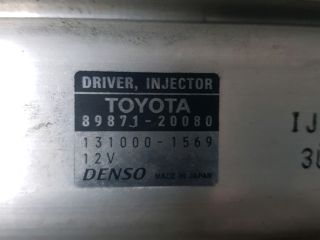 DRIVER, INJECTOR
TOYOTA
89871-20080
131000-1569
12V
DENSO MADE IN JAPAN
IJ